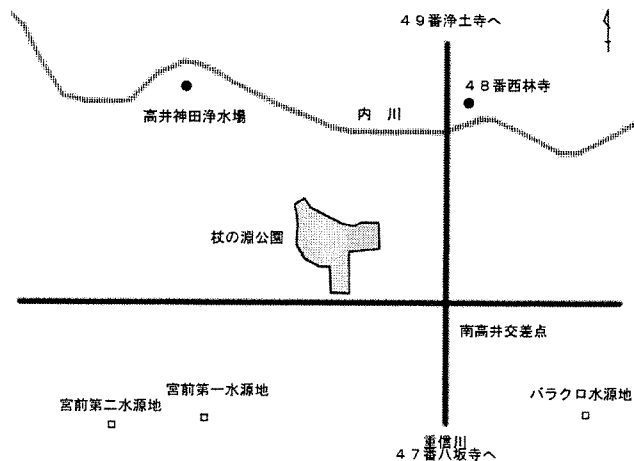 ４９番浄土寺へ
４８番西林寺
高井神田浄水場
内　川
杖の淵公園
南高井交差点
宮前第一水源地
宮前第二水源地
バラクロ水源地
重信川
４７番八坂寺へ